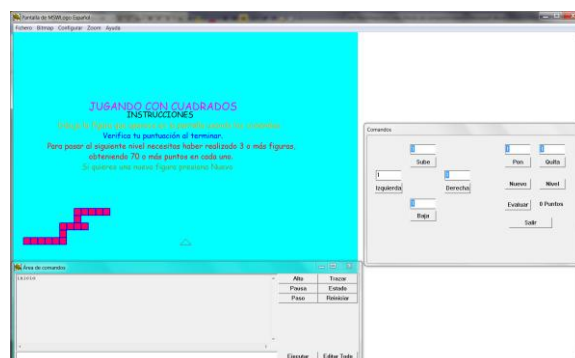 Pantalla de MSWLogo Español
Fichero Bitmap Configurar Zoom Ayuda
JUGANDO CON CUADRADOS
INSTRUCCIONES
Verifica tu puntuación al terminar.
Para pasar al siguiente nivel necesitas haber realizado 3 o más figuras,
obteniendo 70 o más puntos en cada uno.
Si quieres una nueva figura presiona Nuevo
Comandos
Sube
Pon
Quita
1
Izquierda
Derecha
Nuevo
Nivel
Baja
Evaluar
0 Puntos
Salir
Área de comandos
inicio
Alto
Trazar
Pausa
Estado
Paso
Reiniciar
Ejecutar
Editar Todo